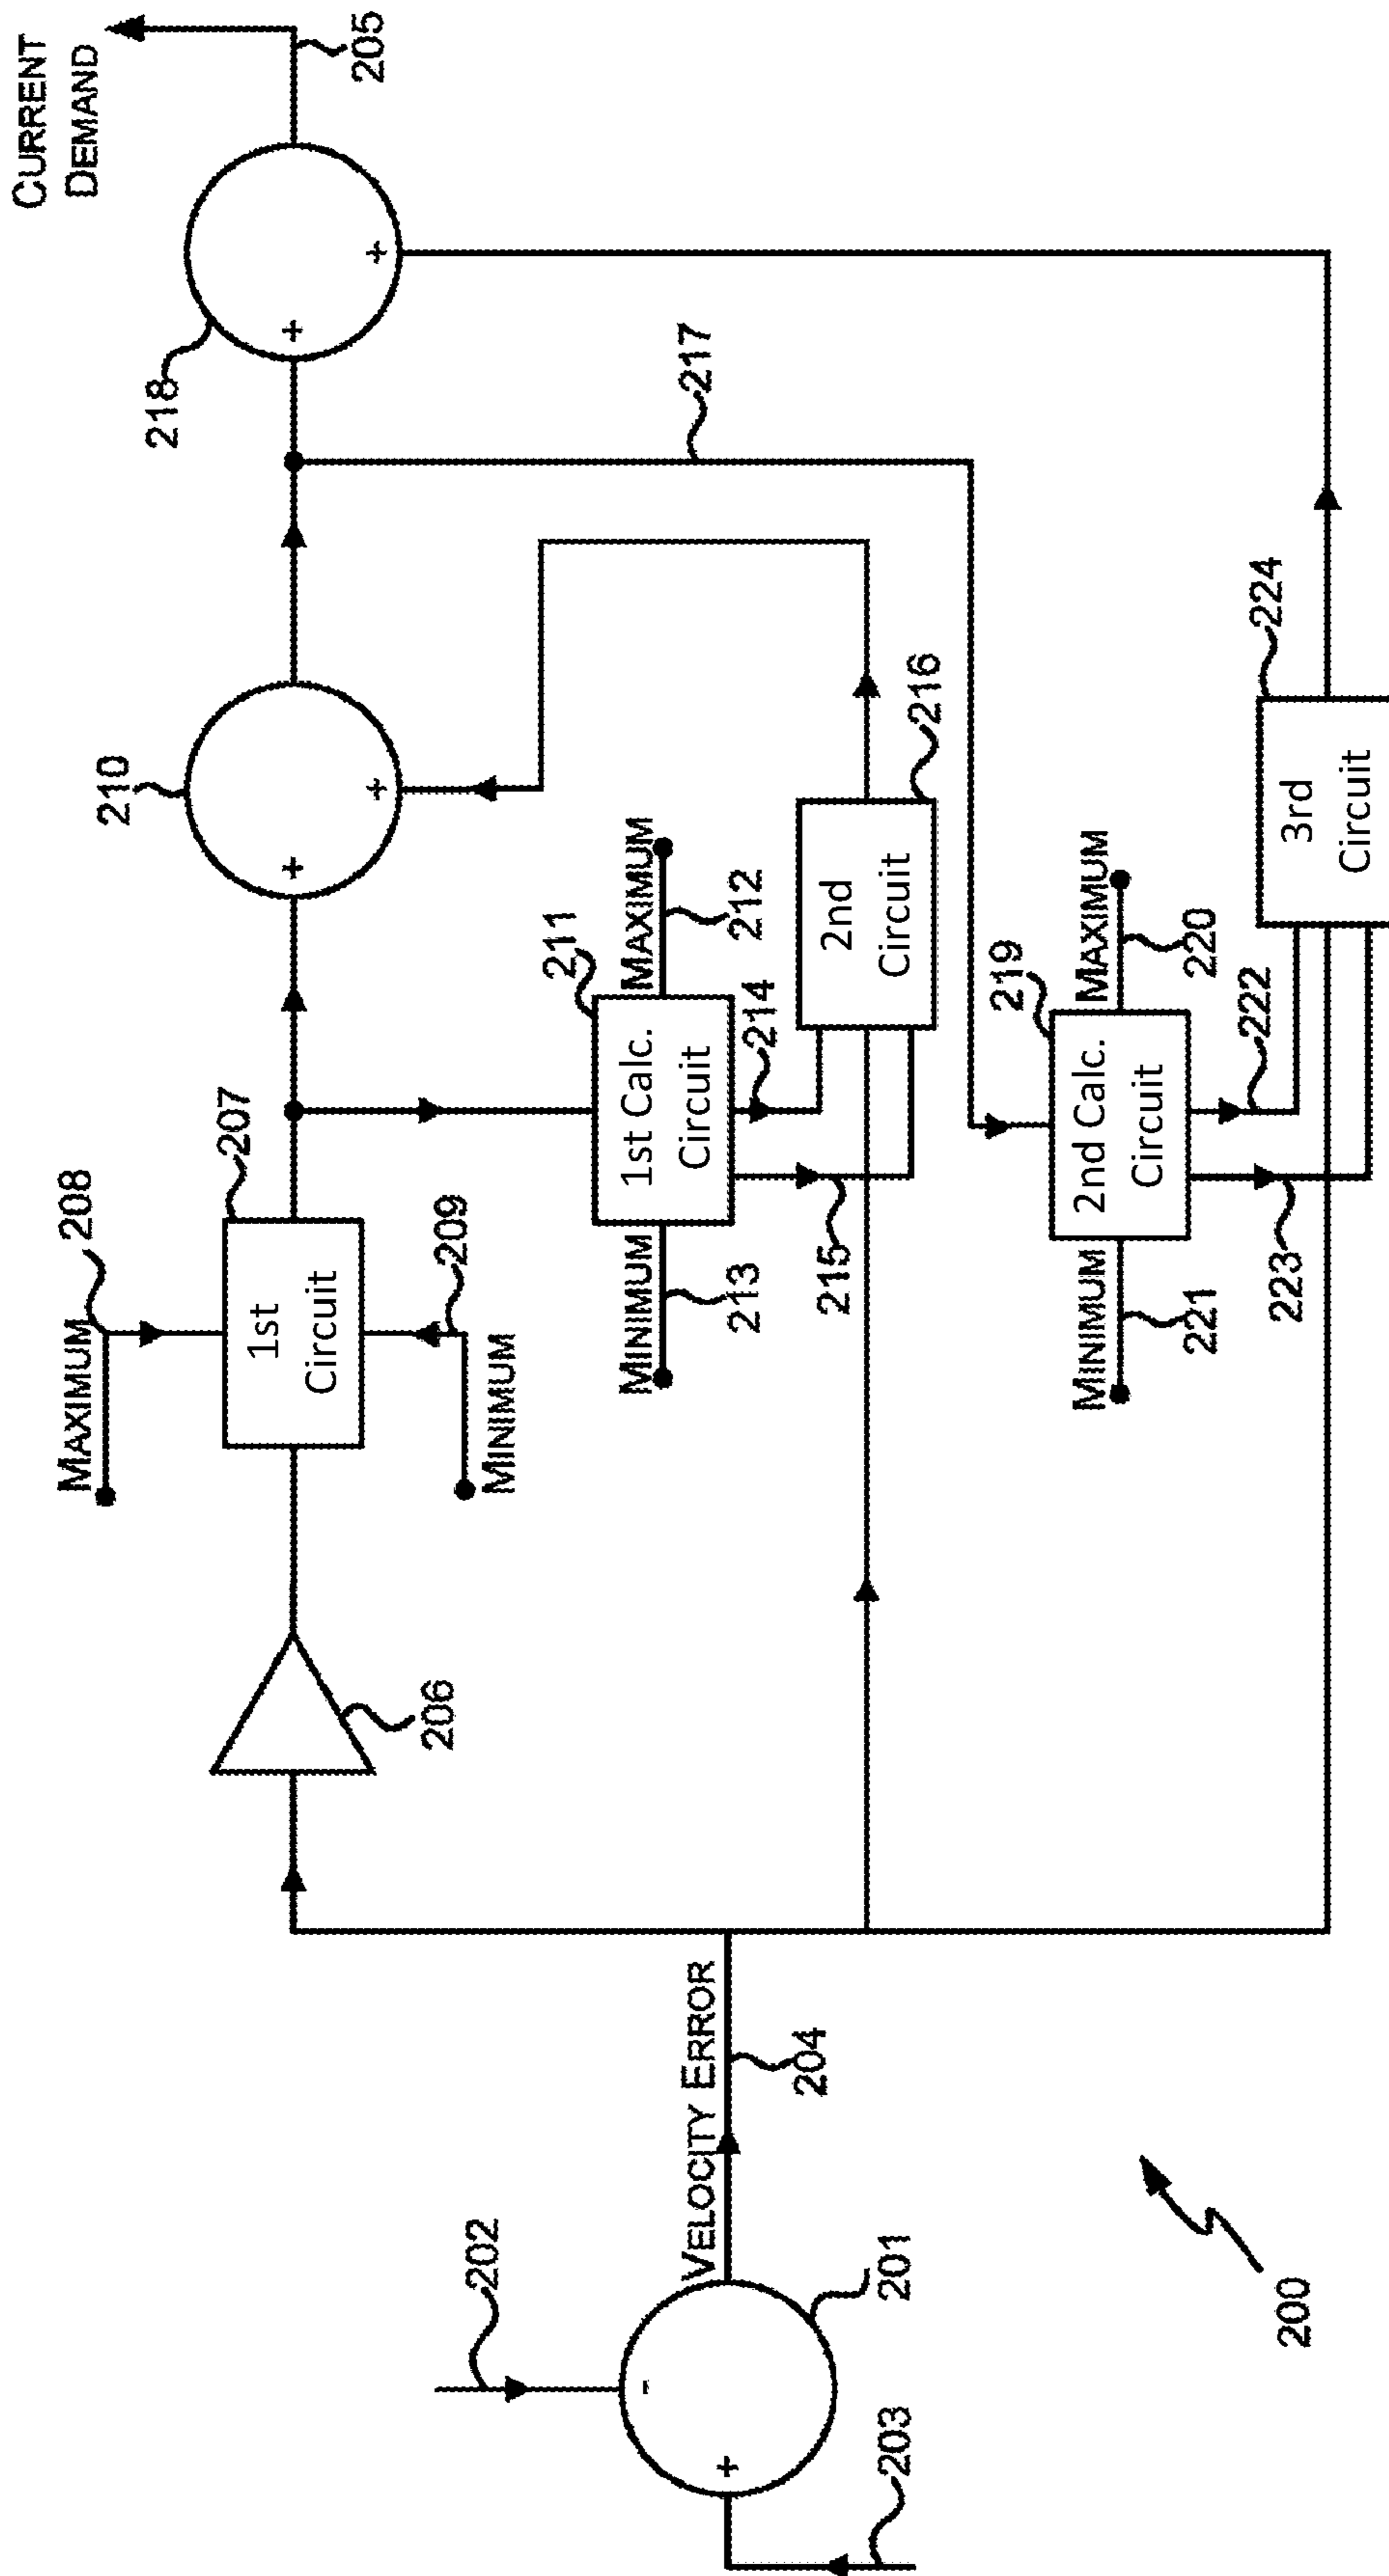 CURRENT
DEMAND
205
218
217
210
216
224
MAXIMUM
208
207
1st
Circuit
209
MINIMUM
206
211
MAXIMUM
212
1st Calc.
Circuit
214
MINIMUM
213
215
2nd
Circuit
219
MAXIMUM
220
2nd Calc.
Circuit
222
MINIMUM
221
223
3rd
Circuit
VELOCITY ERROR
204
202
-
+
201
203
200
+
+
+
+